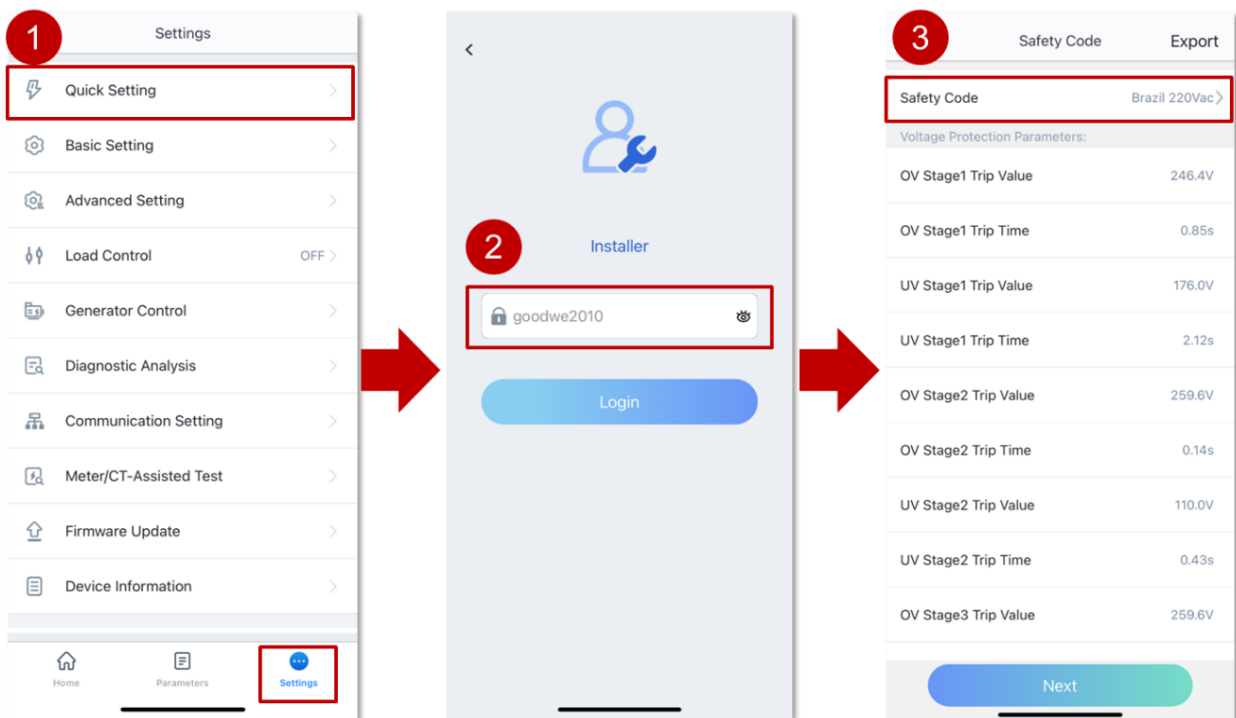 1
Settings
Quick Setting
Basic Setting
Advanced Setting
Load Control OFF
Generator Control
Diagnostic Analysis
Communication Setting
Meter/CT-Assisted Test
Firmware Update
Device Information
Home Parameters Settings
2
Installer
goodwe2010
Login
3
Safety Code Export
Safety Code Brazil 220Vac
Voltage Protection Parameters:
OV Stage1 Trip Value 246.4V
OV Stage1 Trip Time 0.85s
UV Stage1 Trip Value 176.0V
UV Stage1 Trip Time 2.12s
OV Stage2 Trip Value 259.6V
OV Stage2 Trip Time 0.14s
UV Stage2 Trip Value 110.0V
UV Stage2 Trip Time 0.43s
OV Stage3 Trip Value 259.6V
Next